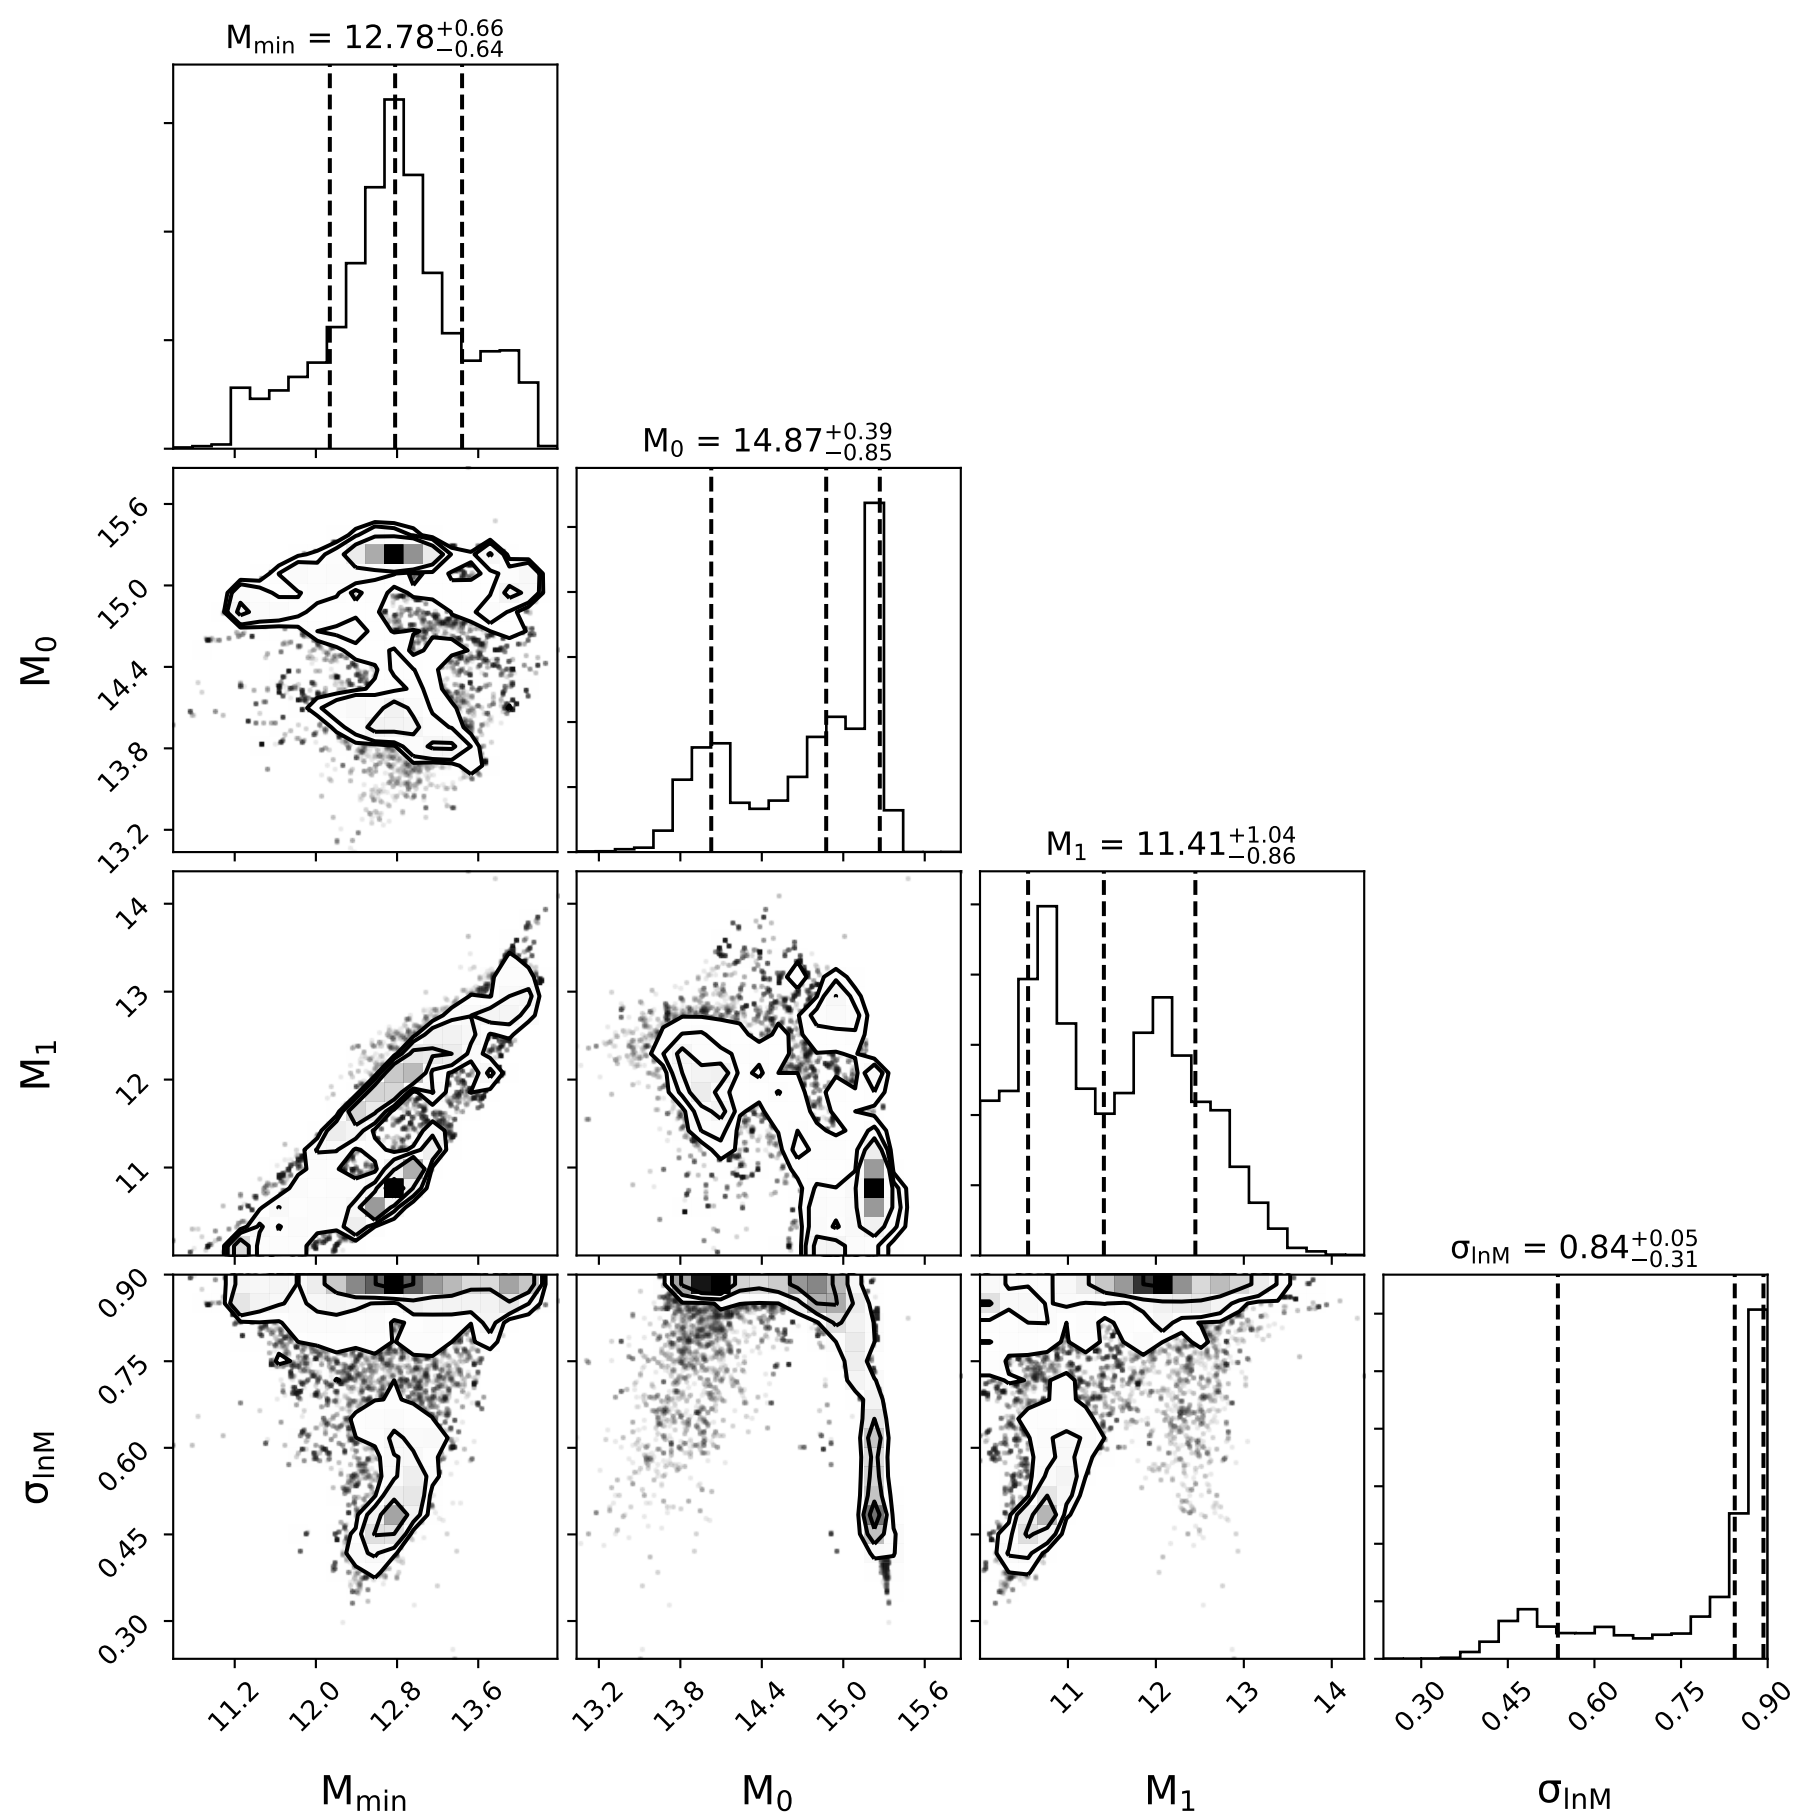 M_min = 12.78 +0.66 −0.64
M_0 = 14.87 +0.39 −0.85
15.6
15.0
14.4
13.8
13.2
M_0
M_1 = 11.41 +1.04 −0.86
14
13
12
11
M_1
σ_lnM = 0.84 +0.05 −0.31
0.90
0.75
0.60
0.45
0.30
σ_lnM
11.2 12.0 12.8 13.6
13.2 13.8 14.4 15.0 15.6
11 12 13 14
0.30 0.45 0.60 0.75 0.90
M_min
M_0
M_1
σ_lnM